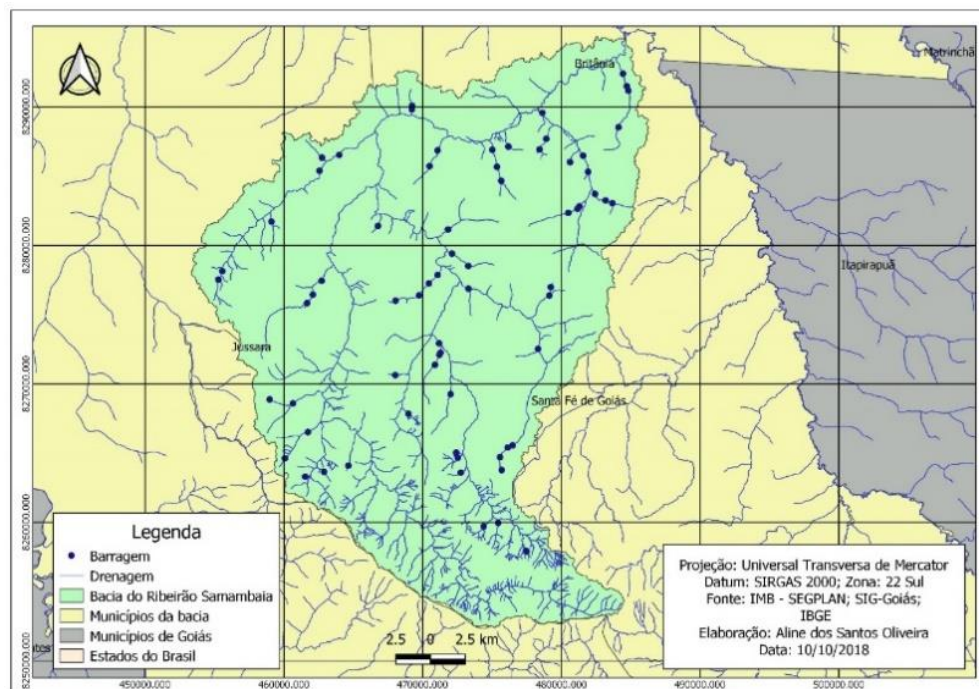 Matrinchã
Britânia
8290000.000
8280000.000
Itapirapuã
Jussara
8270000.000
Santa Fé de Goiás
8260000.000
Legenda
Barragem
Drenagem
Bacia do Ribeirão Samambaia
Municípios da bacia
Municípios de Goiás
Estados do Brasil
2.5 0 2.5 km
Projeção: Universal Transversa de Mercator
Datum: SIRGAS 2000; Zona: 22 Sul
Fonte: IMB - SEGPLAN; SIG-Goiás;
IBGE
Elaboração: Aline dos Santos Oliveira
Data: 10/10/2018
8250000.000
450000.000 460000.000 470000.000 480000.000 490000.000 500000.000